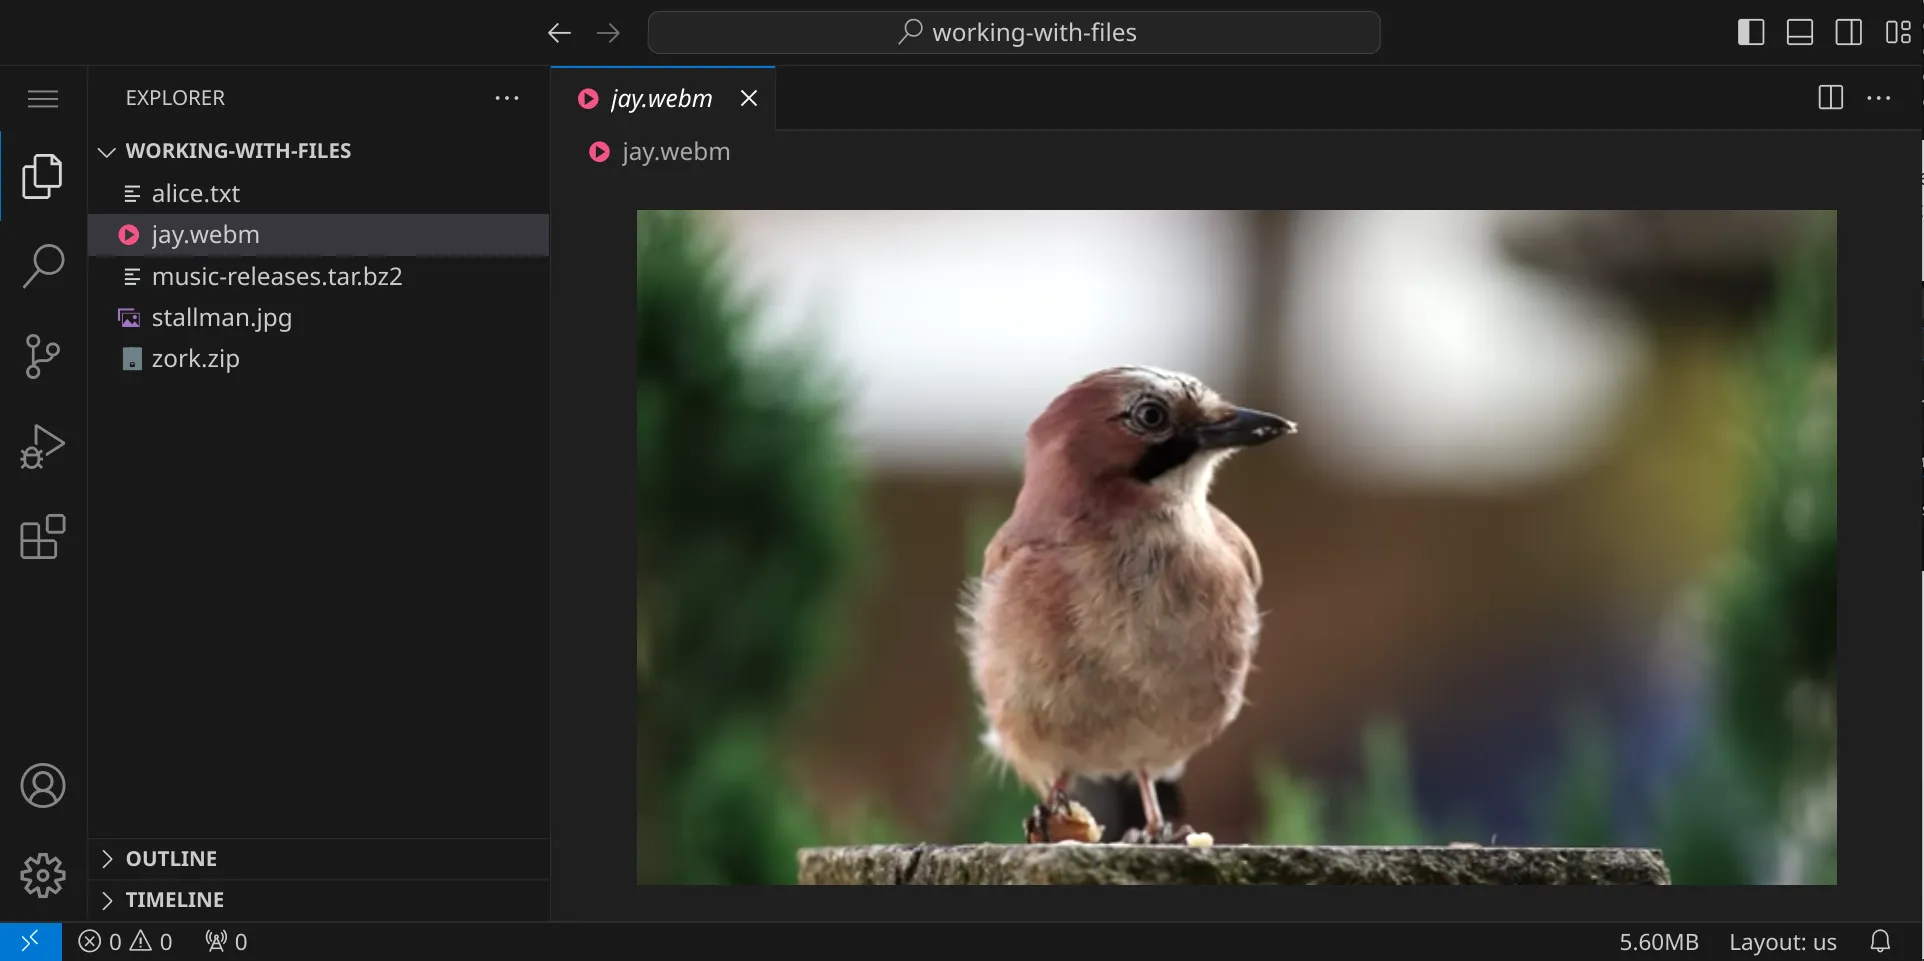 working-with-files
EXPLORER
jay.webm
WORKING-WITH-FILES
jay.webm
alice.txt
jay.webm
music-releases.tar.bz2
stallman.jpg
zork.zip
OUTLINE
TIMELINE
0 0 0
5.60MB Layout: us